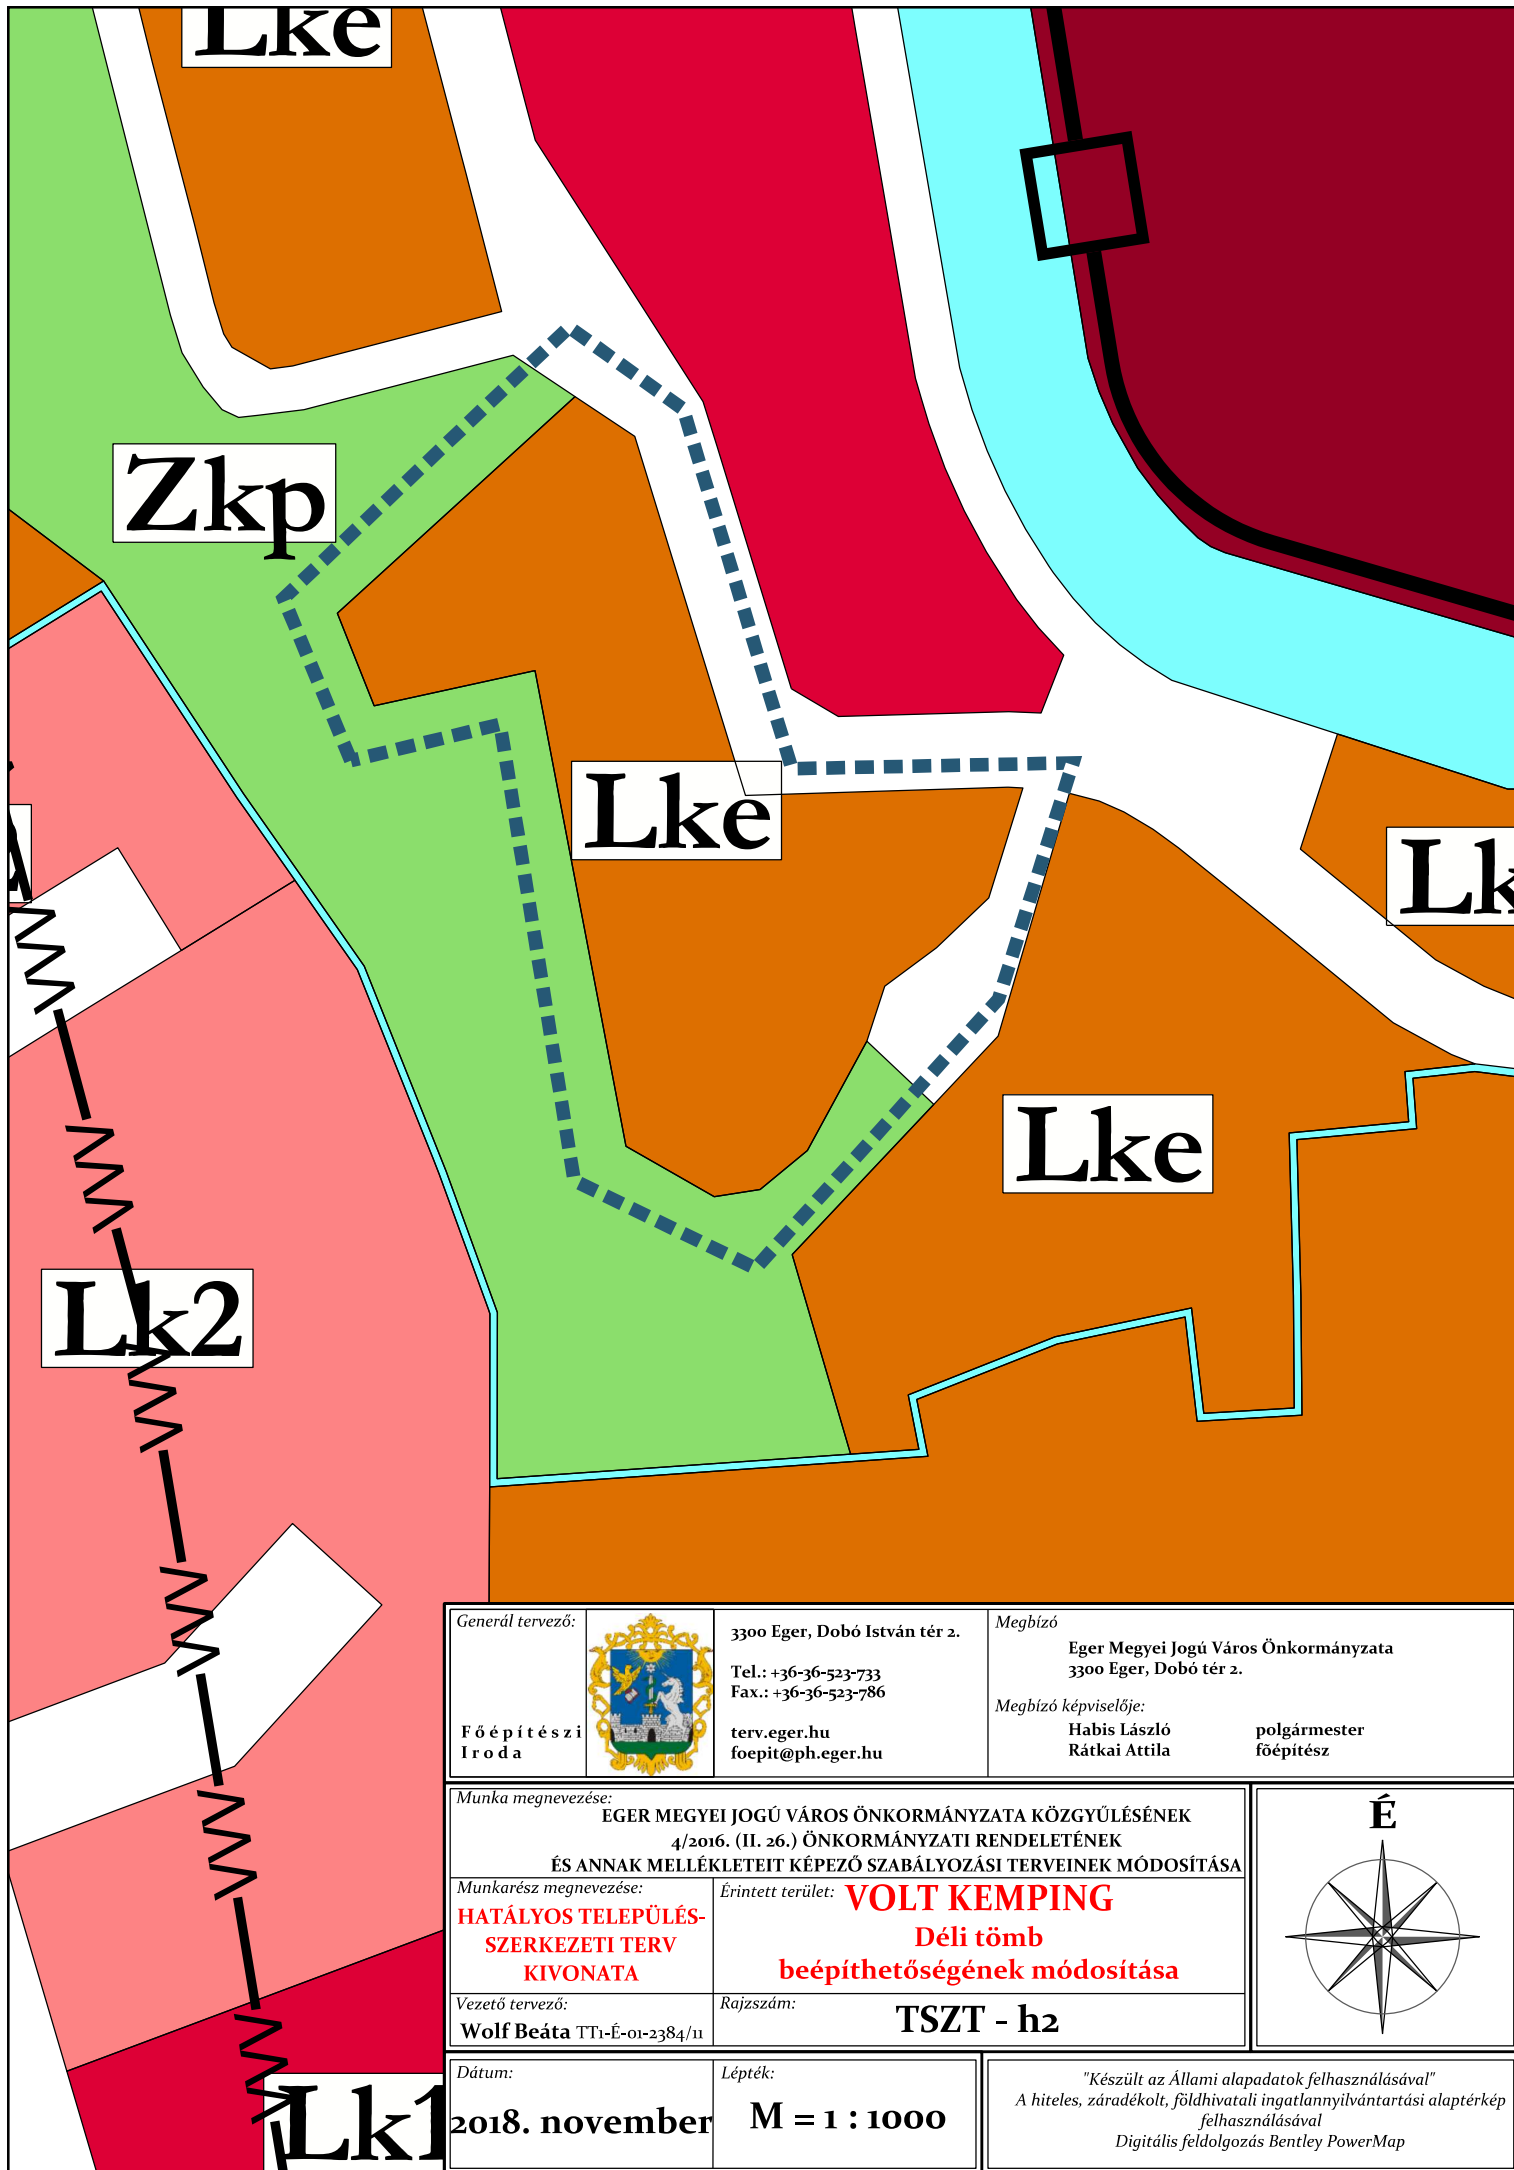 Lke
Zkp
Lke
Lk
Lke
Lk2
Lk1
Generál tervező:
Főépítészi
Iroda
3300 Eger, Dobó István tér 2.
Tel.: +36-36-523-733
Fax.: +36-36-523-786
terv.eger.hu
foepit@ph.eger.hu
Megbízó
Eger Megyei Jogú Város Önkormányzata
3300 Eger, Dobó tér 2.
Megbízó képviselője:
Habis László polgármester
Rátkai Attila főépítész
Munka megnevezése:
EGER MEGYEI JOGÚ VÁROS ÖNKORMÁNYZATA KÖZGYŰLÉSÉNEK
4/2016. (II. 26.) ÖNKORMÁNYZATI RENDELETÉNEK
ÉS ANNAK MELLÉKLETEIT KÉPEZŐ SZABÁLYOZÁSI TERVEINEK MÓDOSÍTÁSA
Munkarész megnevezése:
HATÁLYOS TELEPÜLÉS-
SZERKEZETI TERV
KIVONATA
Érintett terület: VOLT KEMPING
Déli tömb
beépíthetőségének módosítása
Vezető tervező:
Wolf Beáta TT1-É-01-2384/11
Rajzszám:
TSZT - h2
É
Dátum:
2018. november
Lépték:
M = 1 : 1000
"Készült az Állami alapadatok felhasználásával"
A hiteles, záradékolt, földhivatali ingatlannyilvántartási alaptérkép
felhasználásával
Digitális feldolgozás Bentley PowerMap